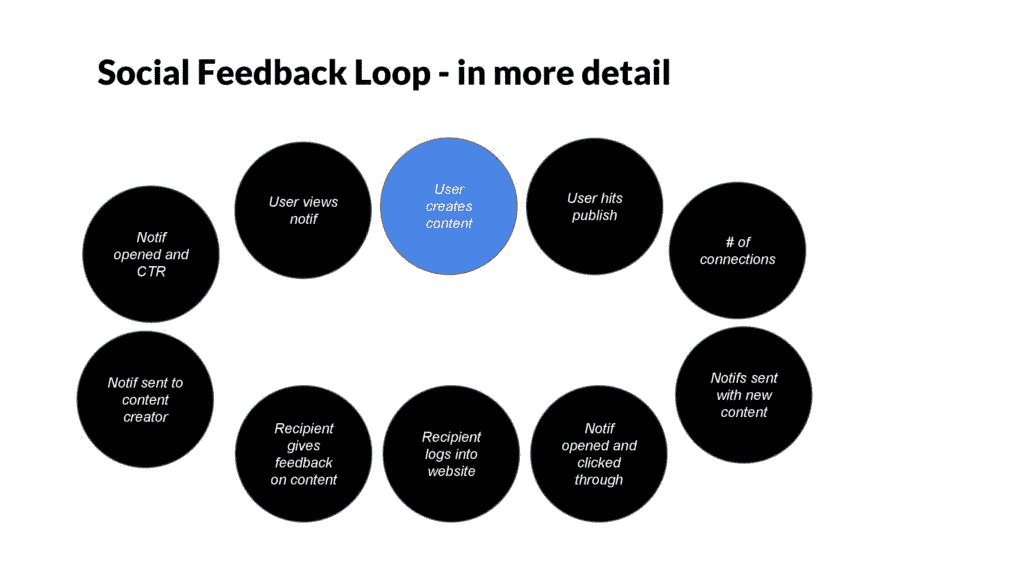 Social Feedback Loop - in more detail
User
creates
content
User hits
publish
# of
connections
Notifs sent
with new
content
Notif
opened and
clicked
through
Recipient
logs into
website
Recipient
gives
feedback
on content
Notif sent to
content
creator
Notif
opened and
CTR
User views
notif